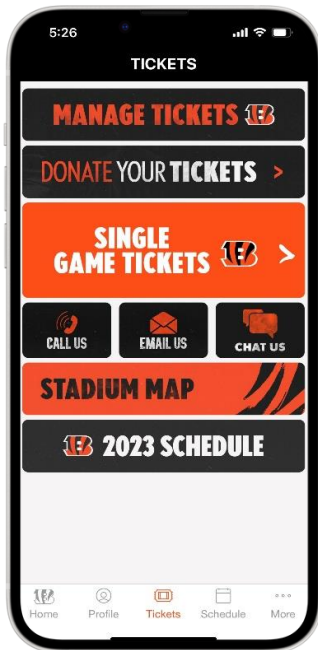 5:26
TICKETS
MANAGE TICKETS
DONATE YOUR TICKETS >
SINGLE
GAME TICKETS >
CALL US
EMAIL US
CHAT US
STADIUM MAP
2023 SCHEDULE
Home
Profile
Tickets
Schedule
More